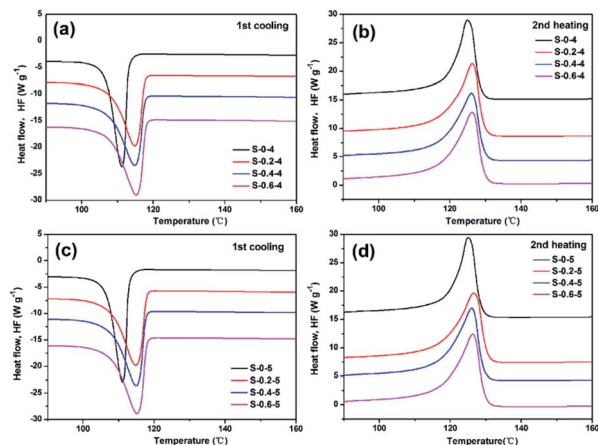 (a)
1st cooling
5
0
-5
-10
-15
-20
-25
-30
Heat flow, HF (W g-1)
S-0-4
S-0.2-4
S-0.4-4
S-0.6-4
100 120 140 160
Temperature (℃)
(b)
2nd heating
30
25
20
15
10
5
0
Heat flow, HF (W g-1)
S-0-4
S-0.2-4
S-0.4-4
S-0.6-4
100 120 140 160
Temperature (℃)
(c)
1st cooling
5
0
-5
-10
-15
-20
-25
-30
Heat flow, HF (W g-1)
S-0-5
S-0.2-5
S-0.4-5
S-0.6-5
100 120 140 160
Temperature(℃)
(d)
2nd heating
30
25
20
15
10
5
0
Heat flow, HF (W g-1)
S-0-5
S-0.2-5
S-0.4-5
S-0.6-5
100 120 140 160
Temperature (℃)